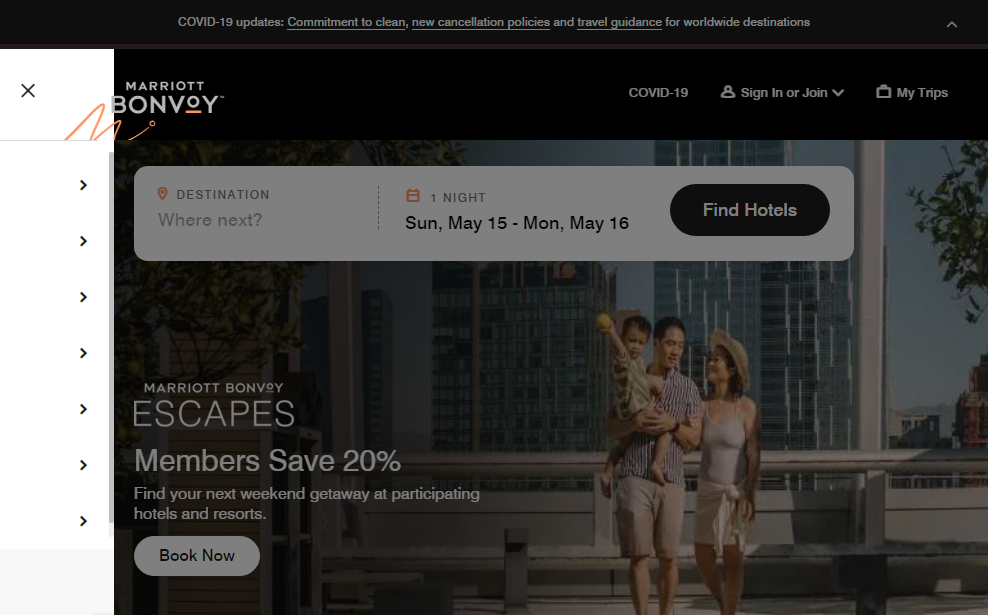 COVID-19 updates: Commitment to clean, new cancellation policies and travel guidance for worldwide destinations
MARRIOTT
BONVOY™
COVID-19
Sign In or Join
My Trips
DESTINATION
Where next?
1 NIGHT
Sun, May 15 - Mon, May 16
Find Hotels
MARRIOTT BONVOY
ESCAPES
Members Save 20%
Find your next weekend getaway at participating
hotels and resorts.
Book Now